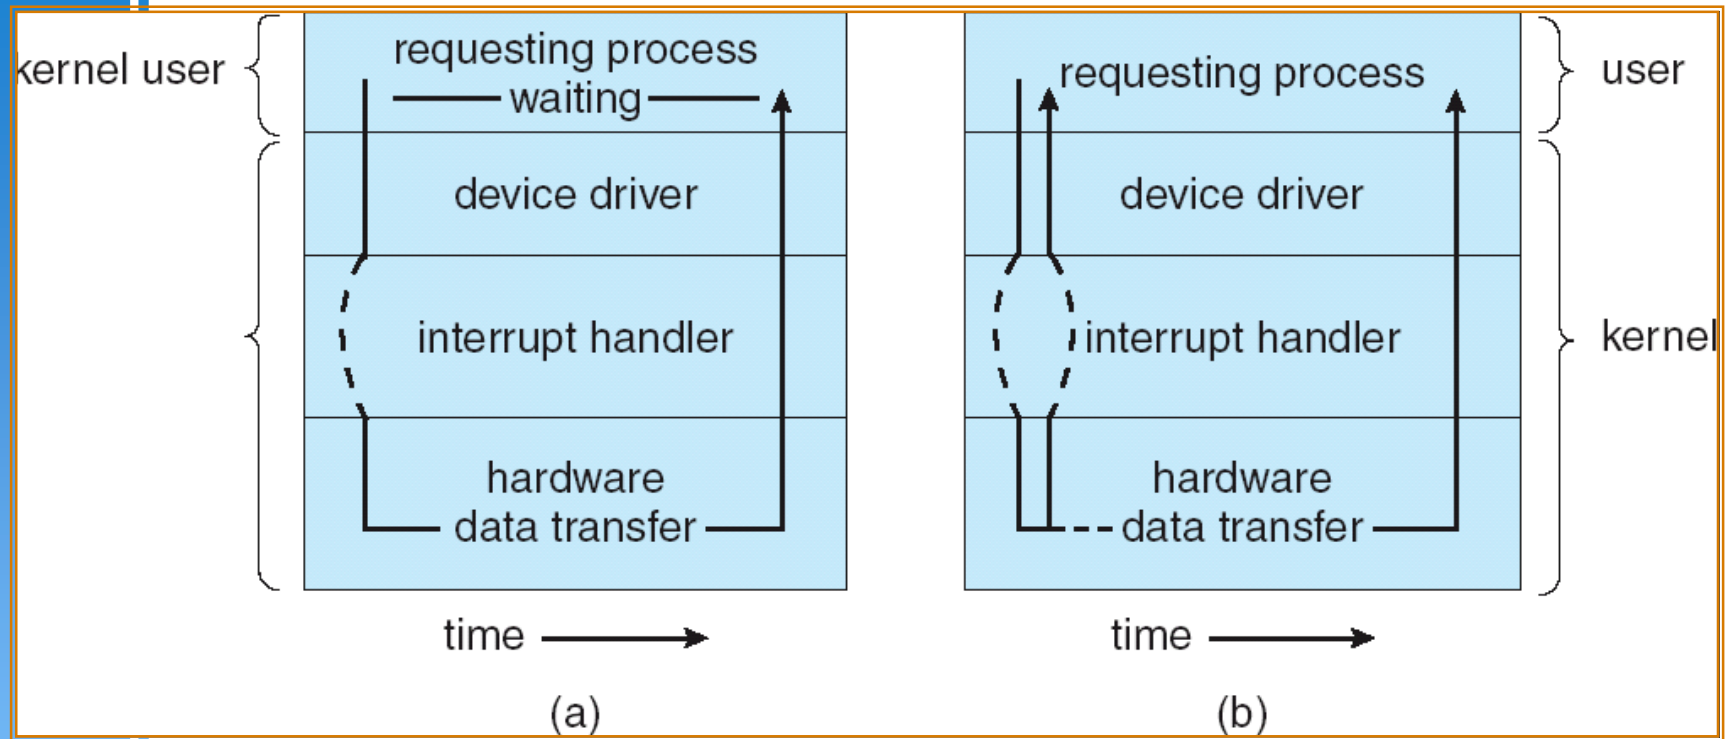 kernel user
requesting process
waiting
device driver
interrupt handler
hardware
data transfer
time
(a)
requesting process
device driver
interrupt handler
hardware
data transfer
time
(b)
user
kernel